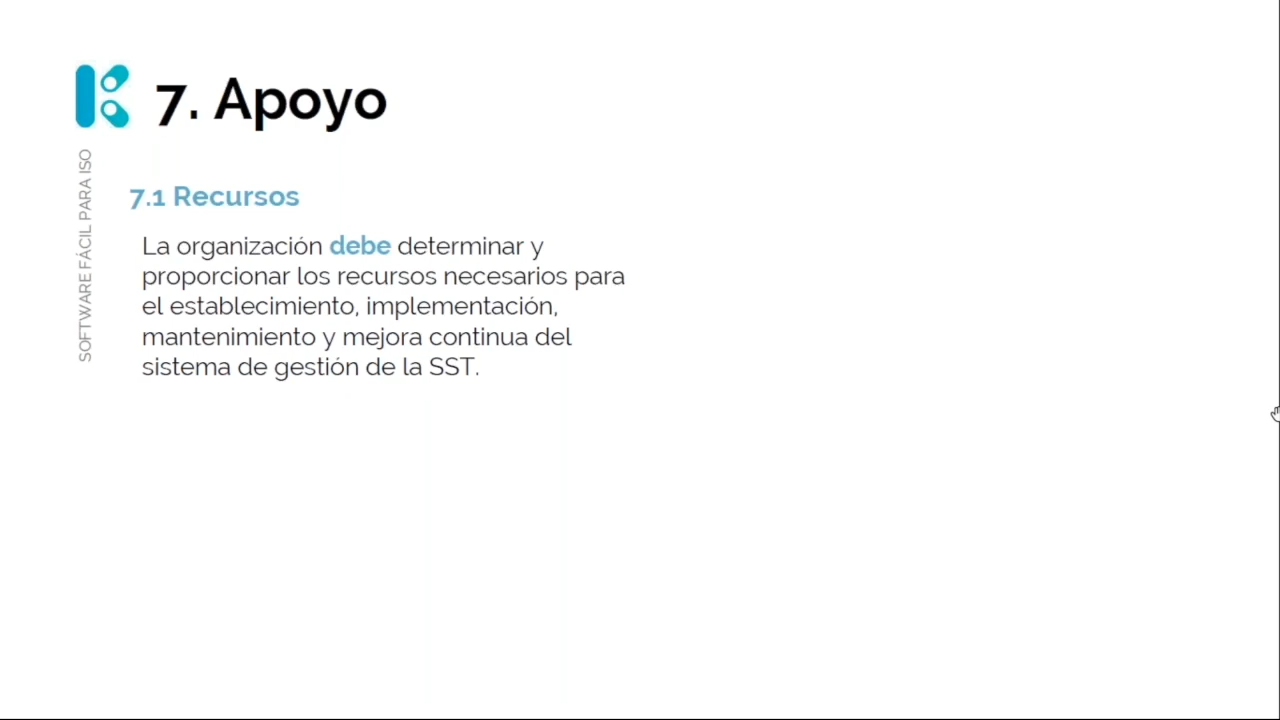 7. Apoyo
SOFTWARE FÁCIL PARA ISO
7.1 Recursos
La organización debe determinar y
proporcionar los recursos necesarios para
el establecimiento, implementación,
mantenimiento y mejora continua del
sistema de gestión de la SST.